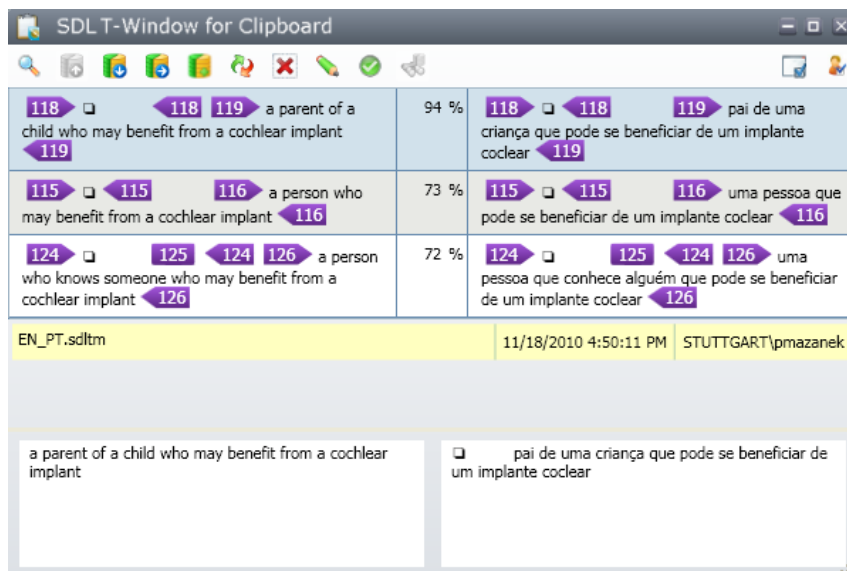 SDL T-Window for Clipboard
118 ❏ 118 119 a parent of a
child who may benefit from a cochlear implant
119
94 %
118 ❏ 118 119 pai de uma
criança que pode se beneficiar de um implante
coclear 119
115 ❏ 115 116 a person who
may benefit from a cochlear implant 116
73 %
115 ❏ 115 116 uma pessoa que
pode se beneficiar de um implante coclear 116
124 ❏ 125 124 126 a person
who knows someone who may benefit from a
cochlear implant 126
72 %
124 ❏ 125 124 126 uma
pessoa que conhece alguém que pode se beneficiar
de um implante coclear 126
EN_PT.sdltm
11/18/2010 4:50:11 PM
STUTTGART\pmazanek
a parent of a child who may benefit from a cochlear
implant
❏ pai de uma criança que pode se beneficiar de
um implante coclear